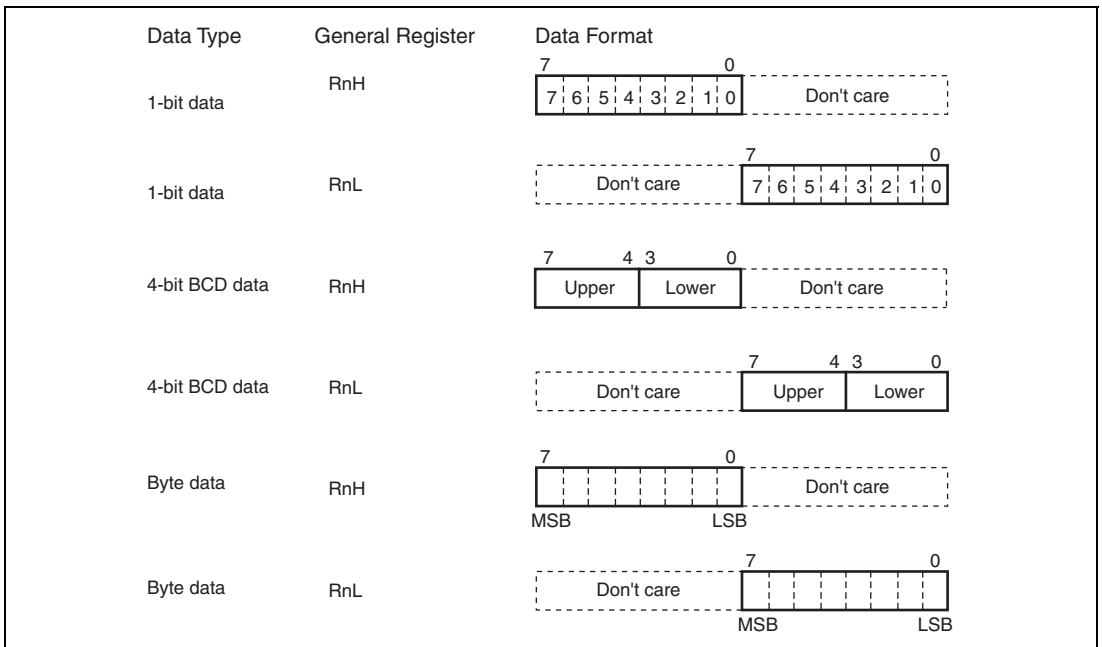 Data Type General Register Data Format
7 0
1-bit data RnH 7 6 5 4 3 2 1 0 Don't care
7 0
1-bit data RnL Don't care 7 6 5 4 3 2 1 0
7 4 3 0
4-bit BCD data RnH Upper Lower Don't care
7 4 3 0
4-bit BCD data RnL Don't care Upper Lower
7 0
Byte data RnH Don't care
MSB LSB
7 0
Byte data RnL Don't care
MSB LSB